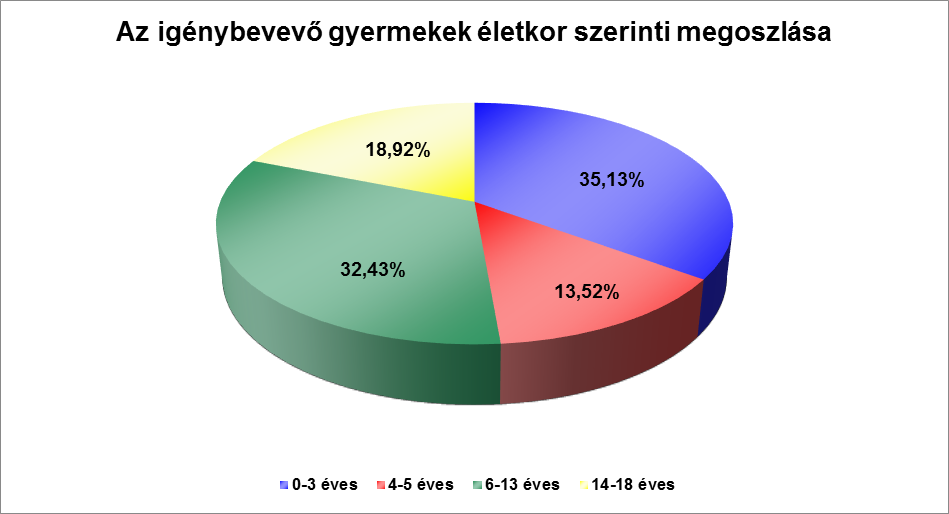 Az igénybevevő gyermekek életkor szerinti megoszlása
18,92%
35,13%
32,43%
13,52%
0-3 éves 4-5 éves 6-13 éves 14-18 éves